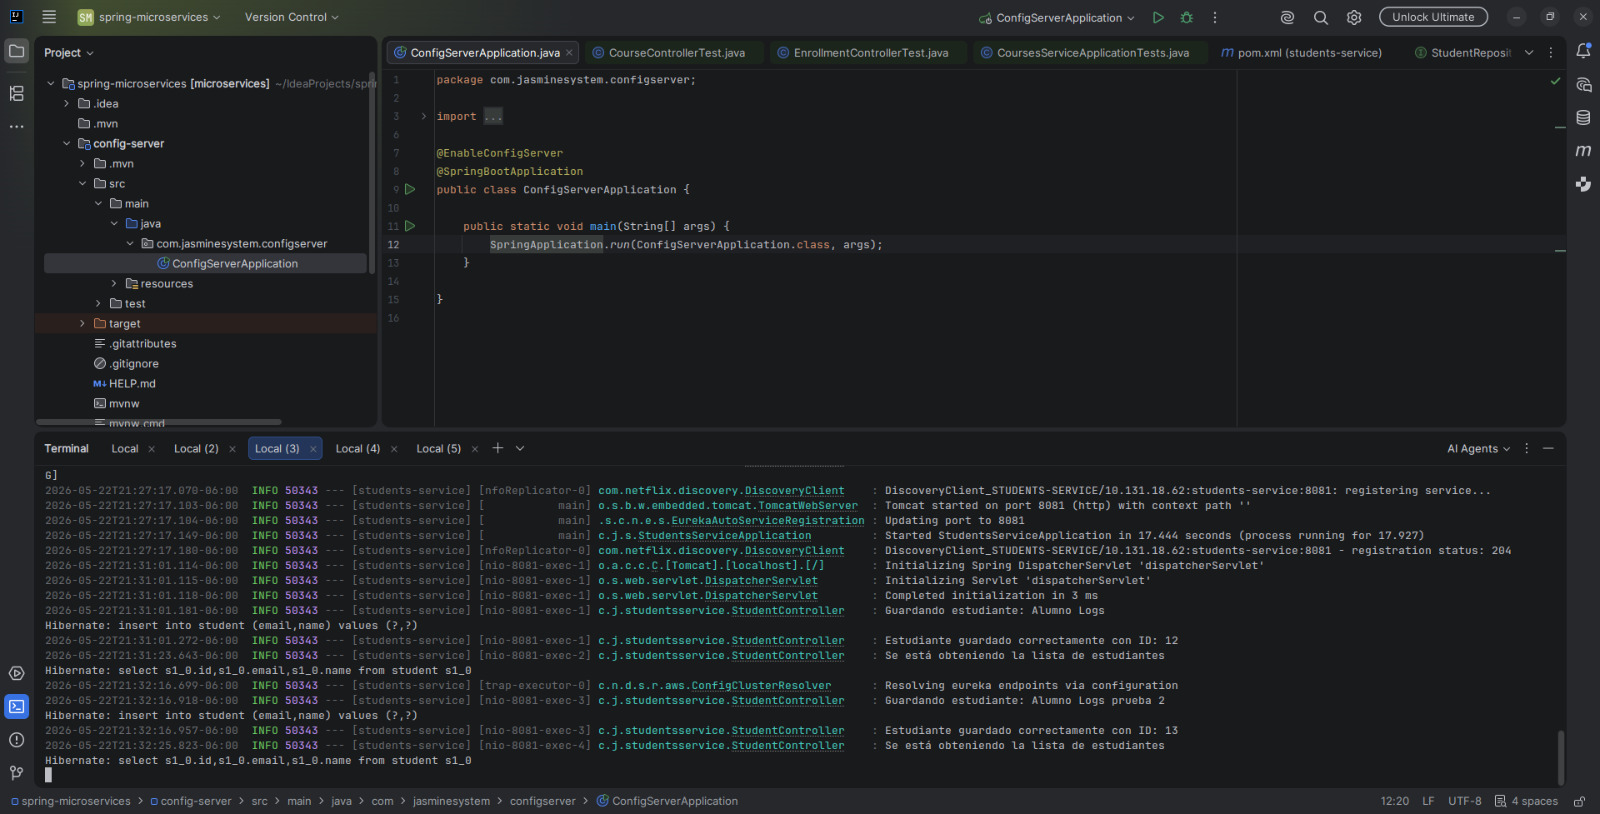 SM spring-microservices Version Control ConfigServerApplication Unlock Ultimate
Project
spring-microservices [microservices] ~/IdeaProjects/spri
.idea
.mvn
config-server
.mvn
src
main
java
com.jasminesystem.configserver
ConfigServerApplication
resources
test
target
.gitattributes
.gitignore
M↓ HELP.md
mvnw
mvnw.cmd
ConfigServerApplication.java CourseControllerTest.java EnrollmentControllerTest.java CoursesServiceApplicationTests.java pom.xml (students-service) StudentReposit
1 package com.jasminesystem.configserver;
2
3 import ...
6
7 @EnableConfigServer
8 @SpringBootApplication
9 public class ConfigServerApplication {
10
11 public static void main(String[] args) {
12 SpringApplication.run(ConfigServerApplication.class, args);
13 }
14
15 }
16
Terminal Local Local (2) Local (3) Local (4) Local (5) AI Agents
G]
2026-05-22T21:27:17.070-06:00 INFO 50343 --- [students-service] [nfoReplicator-0] com.netflix.discovery.DiscoveryClient : DiscoveryClient_STUDENTS-SERVICE/10.131.18.62:students-service:8081: registering service...
2026-05-22T21:27:17.103-06:00 INFO 50343 --- [students-service] [ main] o.s.b.w.embedded.tomcat.TomcatWebServer : Tomcat started on port 8081 (http) with context path ''
2026-05-22T21:27:17.104-06:00 INFO 50343 --- [students-service] [ main] .s.c.n.e.s.EurekaAutoServiceRegistration : Updating port to 8081
2026-05-22T21:27:17.149-06:00 INFO 50343 --- [students-service] [ main] c.j.s.StudentsServiceApplication : Started StudentsServiceApplication in 17.444 seconds (process running for 17.927)
2026-05-22T21:27:17.180-06:00 INFO 50343 --- [students-service] [nfoReplicator-0] com.netflix.discovery.DiscoveryClient : DiscoveryClient_STUDENTS-SERVICE/10.131.18.62:students-service:8081 - registration status: 204
2026-05-22T21:31:01.114-06:00 INFO 50343 --- [students-service] [nio-8081-exec-1] o.a.c.c.C.[Tomcat].[localhost].[/] : Initializing Spring DispatcherServlet 'dispatcherServlet'
2026-05-22T21:31:01.115-06:00 INFO 50343 --- [students-service] [nio-8081-exec-1] o.s.web.servlet.DispatcherServlet : Initializing Servlet 'dispatcherServlet'
2026-05-22T21:31:01.118-06:00 INFO 50343 --- [students-service] [nio-8081-exec-1] o.s.web.servlet.DispatcherServlet : Completed initialization in 3 ms
2026-05-22T21:31:01.181-06:00 INFO 50343 --- [students-service] [nio-8081-exec-1] c.j.studentsservice.StudentController : Guardando estudiante: Alumno Logs
Hibernate: insert into student (email,name) values (?,?)
2026-05-22T21:31:01.272-06:00 INFO 50343 --- [students-service] [nio-8081-exec-1] c.j.studentsservice.StudentController : Estudiante guardado correctamente con ID: 12
2026-05-22T21:31:23.643-06:00 INFO 50343 --- [students-service] [nio-8081-exec-2] c.j.studentsservice.StudentController : Se está obteniendo la lista de estudiantes
Hibernate: select s1_0.id,s1_0.email,s1_0.name from student s1_0
2026-05-22T21:32:16.699-06:00 INFO 50343 --- [students-service] [trap-executor-0] c.n.d.s.r.aws.ConfigClusterResolver : Resolving eureka endpoints via configuration
2026-05-22T21:32:16.918-06:00 INFO 50343 --- [students-service] [nio-8081-exec-3] c.j.studentsservice.StudentController : Guardando estudiante: Alumno Logs prueba 2
Hibernate: insert into student (email,name) values (?,?)
2026-05-22T21:32:16.957-06:00 INFO 50343 --- [students-service] [nio-8081-exec-3] c.j.studentsservice.StudentController : Estudiante guardado correctamente con ID: 13
2026-05-22T21:32:25.823-06:00 INFO 50343 --- [students-service] [nio-8081-exec-4] c.j.studentsservice.StudentController : Se está obteniendo la lista de estudiantes
Hibernate: select s1_0.id,s1_0.email,s1_0.name from student s1_0
spring-microservices > config-server > src > main > java > com > jasminesystem > configserver > ConfigServerApplication 12:20 LF UTF-8 4 spaces